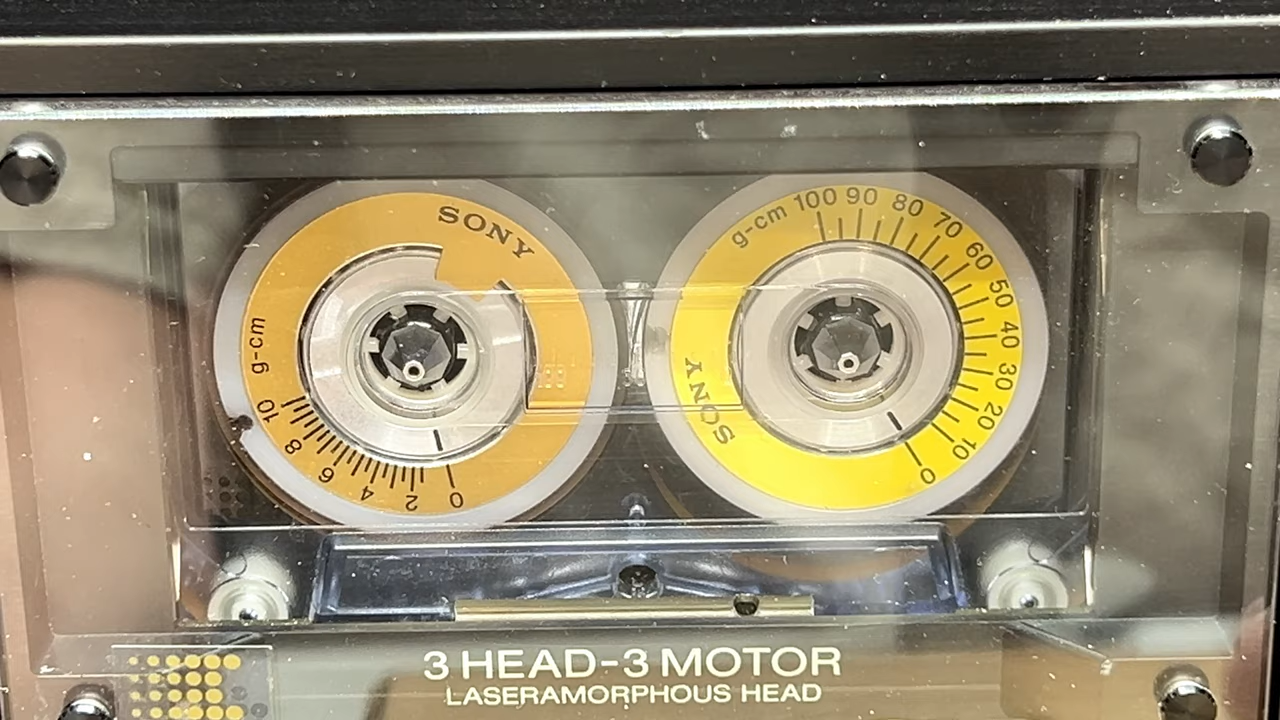 SONY
g-cm
10 8 6 4 2 0
g-cm 100 90 80 70 60 50 40 30 20 10 0
SONY
3 HEAD-3 MOTOR
LASERAMORPHOUS HEAD